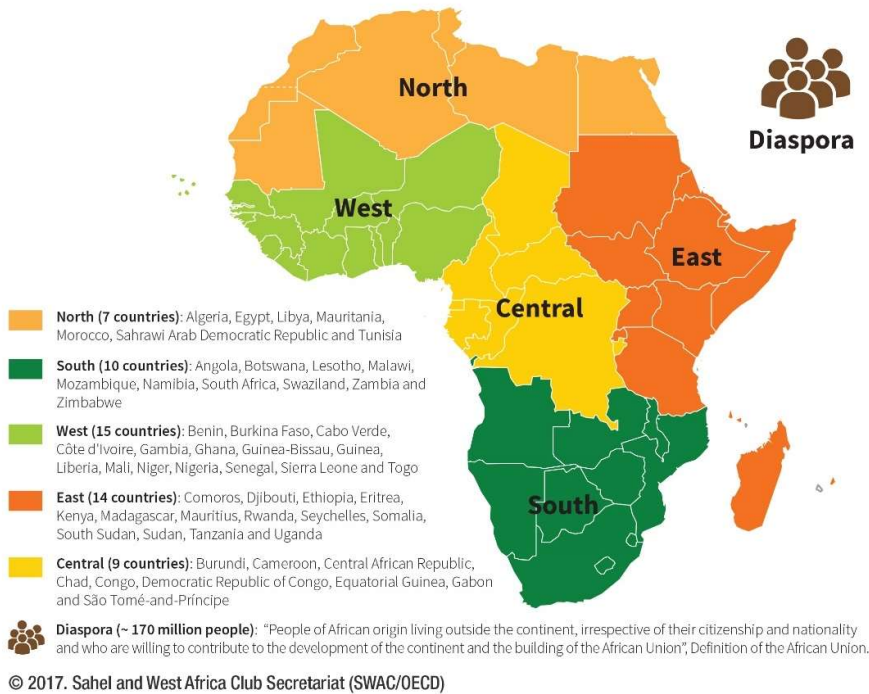 North
Diaspora
West
East
Central
South
North (7 countries): Algeria, Egypt, Libya, Mauritania,
Morocco, Sahrawi Arab Democratic Republic and Tunisia
South (10 countries): Angola, Botswana, Lesotho, Malawi,
Mozambique, Namibia, South Africa, Swaziland, Zambia and
Zimbabwe
West (15 countries): Benin, Burkina Faso, Cabo Verde,
Côte d'Ivoire, Gambia, Ghana, Guinea-Bissau, Guinea,
Liberia, Mali, Niger, Nigeria, Senegal, Sierra Leone and Togo
East (14 countries): Comoros, Djibouti, Ethiopia, Eritrea,
Kenya, Madagascar, Mauritius, Rwanda, Seychelles, Somalia,
South Sudan, Sudan, Tanzania and Uganda
Central (9 countries): Burundi, Cameroon, Central African Republic,
Chad, Congo, Democratic Republic of Congo, Equatorial Guinea, Gabon
and São Tomé-and-Príncipe
Diaspora (~ 170 million people): "People of African origin living outside the continent, irrespective of their citizenship and nationality
and who are willing to contribute to the development of the continent and the building of the African Union", Definition of the African Union.
© 2017. Sahel and West Africa Club Secretariat (SWAC/OECD)